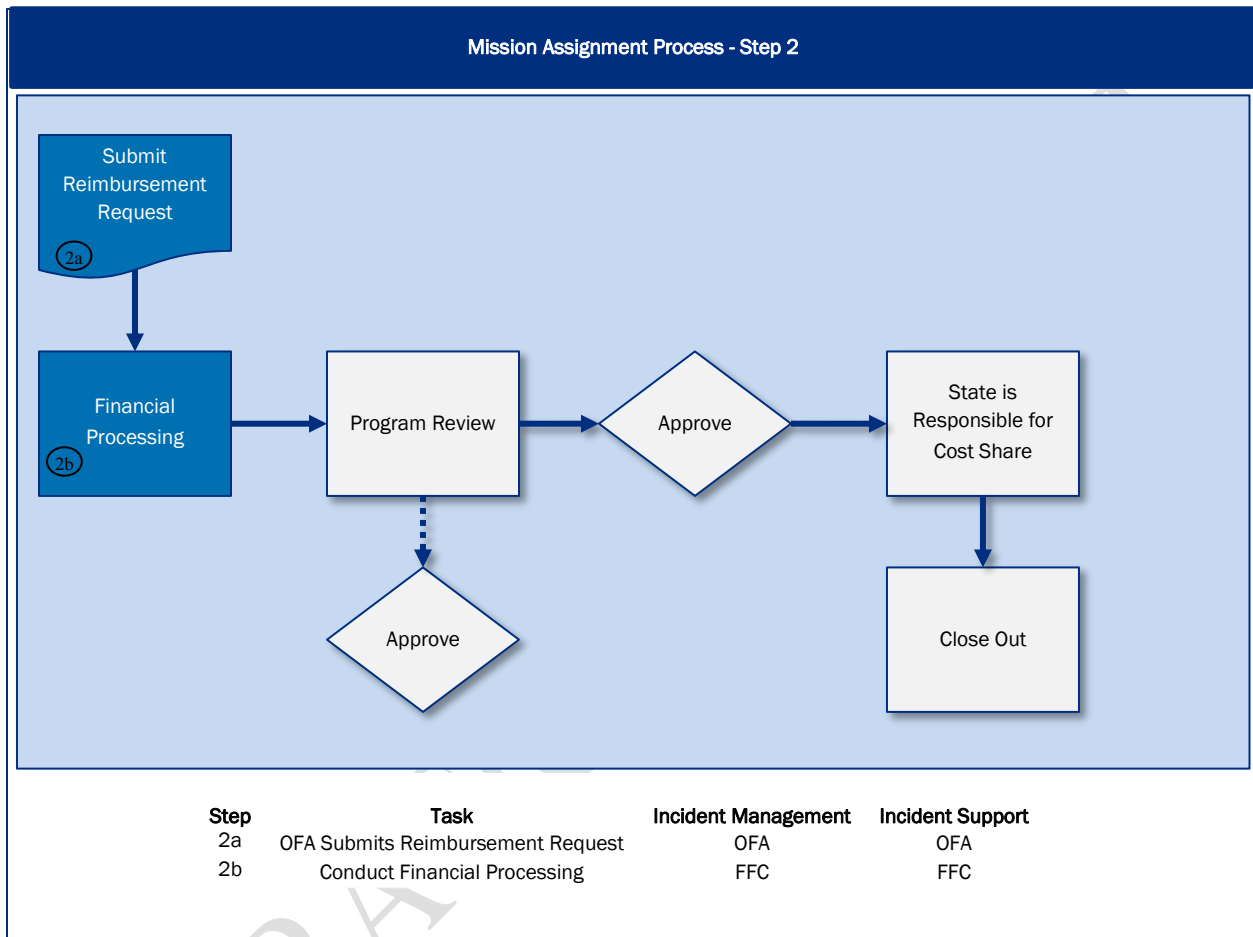 Mission Assignment Process - Step 2
Submit
Reimbursement
Request
2a
Financial
Processing
2b
Program Review
Approve
State is
Responsible for
Cost Share
Approve
Close Out
Step Task Incident Management Incident Support
2a OFA Submits Reimbursement Request OFA OFA
2b Conduct Financial Processing FFC FFC